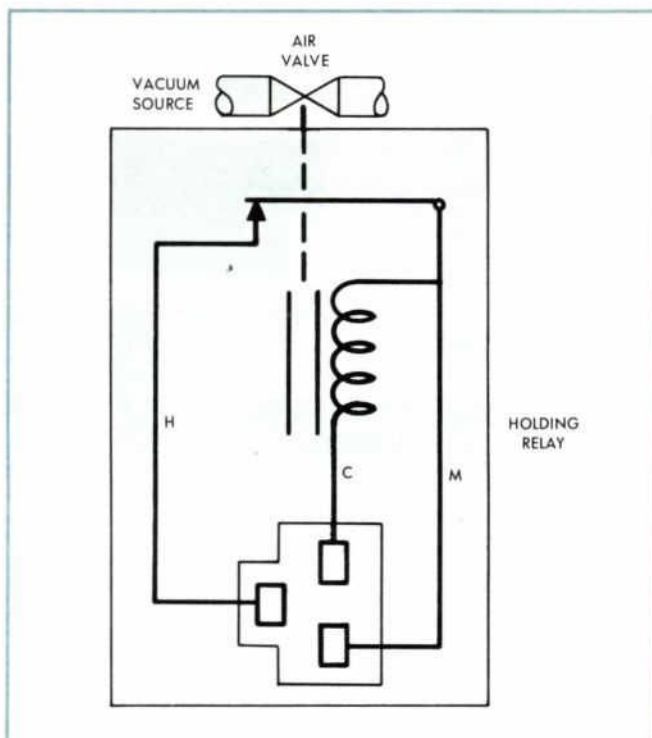 AIR
VALVE
VACUUM
SOURCE
H
C
M
HOLDING
RELAY